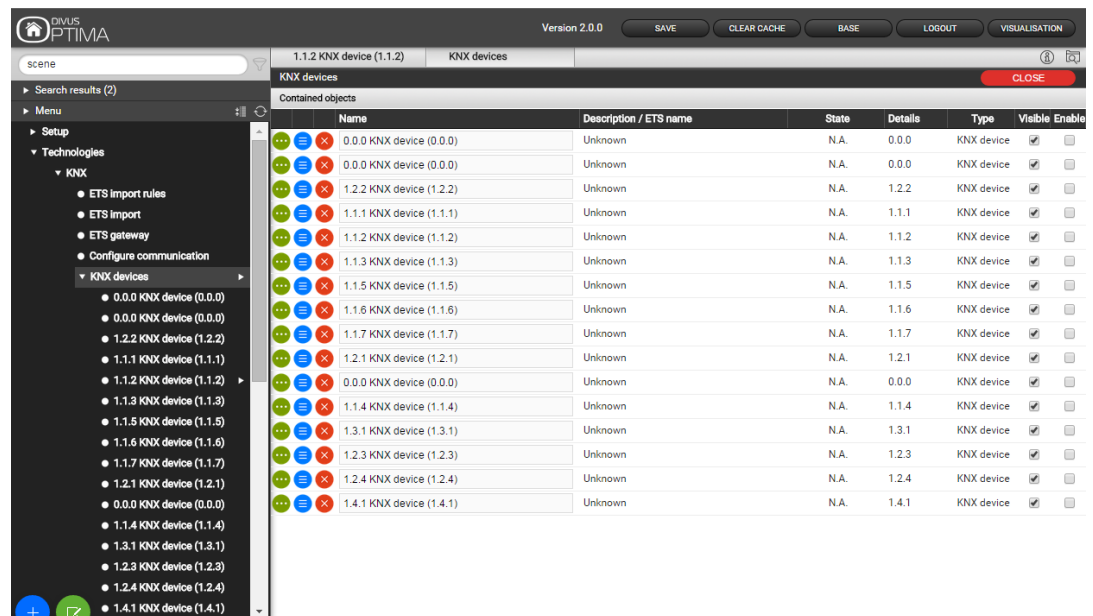 DIVUS
OPTIMA
Version 2.0.0
SAVE
CLEAR CACHE
BASE
LOGOUT
VISUALISATION
scene
Search results (2)
Menu
Setup
Technologies
KNX
ETS import rules
ETS import
ETS gateway
Configure communication
KNX devices
0.0.0 KNX device (0.0.0)
0.0.0 KNX device (0.0.0)
1.2.2 KNX device (1.2.2)
1.1.1 KNX device (1.1.1)
1.1.2 KNX device (1.1.2)
1.1.3 KNX device (1.1.3)
1.1.5 KNX device (1.1.5)
1.1.6 KNX device (1.1.6)
1.1.7 KNX device (1.1.7)
1.2.1 KNX device (1.2.1)
0.0.0 KNX device (0.0.0)
1.1.4 KNX device (1.1.4)
1.3.1 KNX device (1.3.1)
1.2.3 KNX device (1.2.3)
1.2.4 KNX device (1.2.4)
1.4.1 KNX device (1.4.1)
1.1.2 KNX device (1.1.2) KNX devices
KNX devices CLOSE
Contained objects
Name Description / ETS name State Details Type Visible Enable
0.0.0 KNX device (0.0.0) Unknown N.A. 0.0.0 KNX device
0.0.0 KNX device (0.0.0) Unknown N.A. 0.0.0 KNX device
1.2.2 KNX device (1.2.2) Unknown N.A. 1.2.2 KNX device
1.1.1 KNX device (1.1.1) Unknown N.A. 1.1.1 KNX device
1.1.2 KNX device (1.1.2) Unknown N.A. 1.1.2 KNX device
1.1.3 KNX device (1.1.3) Unknown N.A. 1.1.3 KNX device
1.1.5 KNX device (1.1.5) Unknown N.A. 1.1.5 KNX device
1.1.6 KNX device (1.1.6) Unknown N.A. 1.1.6 KNX device
1.1.7 KNX device (1.1.7) Unknown N.A. 1.1.7 KNX device
1.2.1 KNX device (1.2.1) Unknown N.A. 1.2.1 KNX device
0.0.0 KNX device (0.0.0) Unknown N.A. 0.0.0 KNX device
1.1.4 KNX device (1.1.4) Unknown N.A. 1.1.4 KNX device
1.3.1 KNX device (1.3.1) Unknown N.A. 1.3.1 KNX device
1.2.3 KNX device (1.2.3) Unknown N.A. 1.2.3 KNX device
1.2.4 KNX device (1.2.4) Unknown N.A. 1.2.4 KNX device
1.4.1 KNX device (1.4.1) Unknown N.A. 1.4.1 KNX device